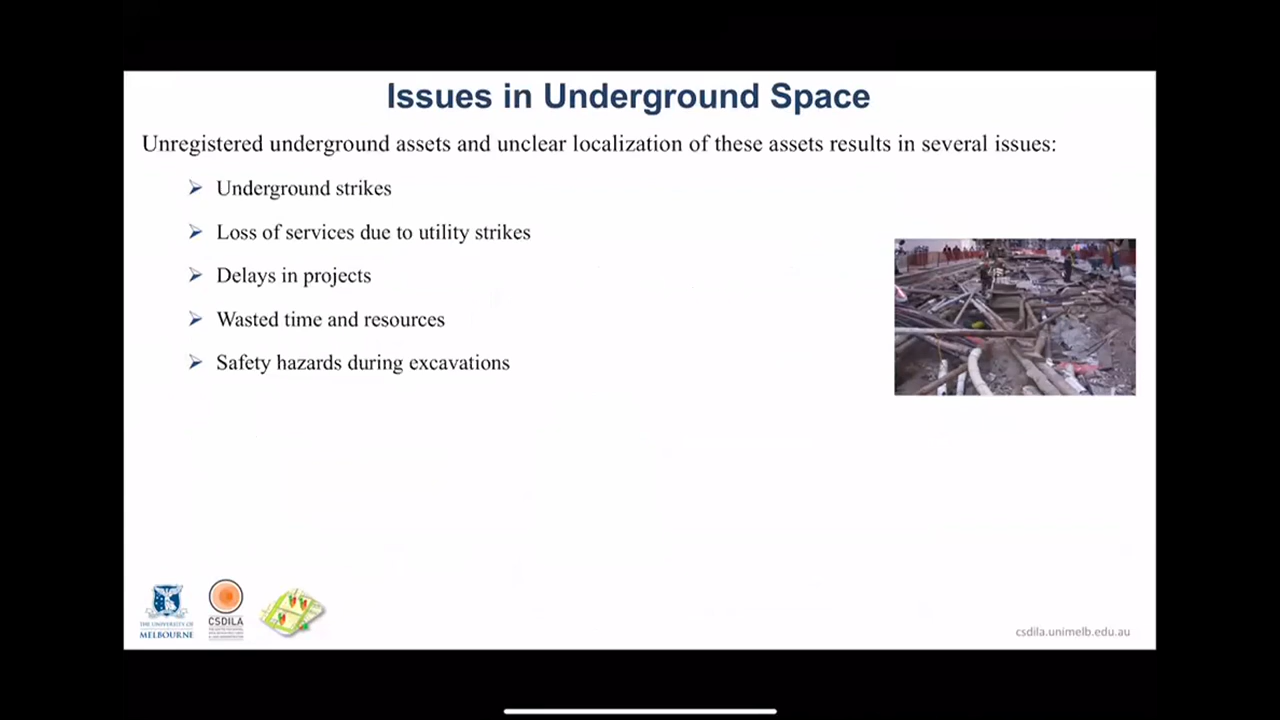 Issues in Underground Space
Unregistered underground assets and unclear localization of these assets results in several issues:
Underground strikes
Loss of services due to utility strikes
Delays in projects
Wasted time and resources
Safety hazards during excavations
THE UNIVERSITY OF
MELBOURNE
CSDILA
csdila.unimelb.edu.au